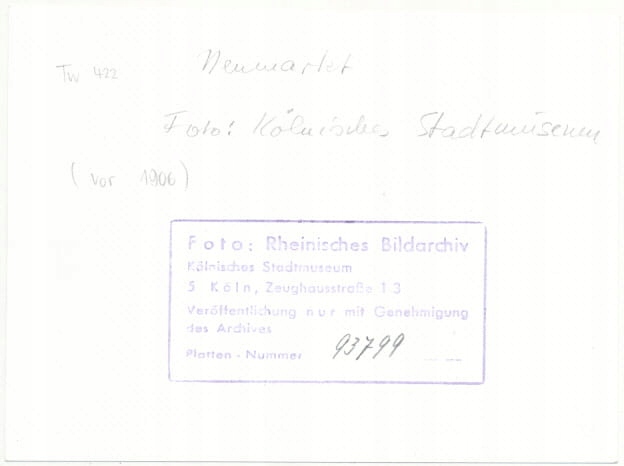 Tw 422
Neumarkt
Foto: Kölnisches Stadtmuseum
(vor 1906)
Foto: Rheinisches Bildarchiv
Kölnisches Stadtmuseum
5 Köln, Zeughausstraße 13
Veröffentlichung nur mit Genehmigung
des Archives
Platten-Nummer 93799